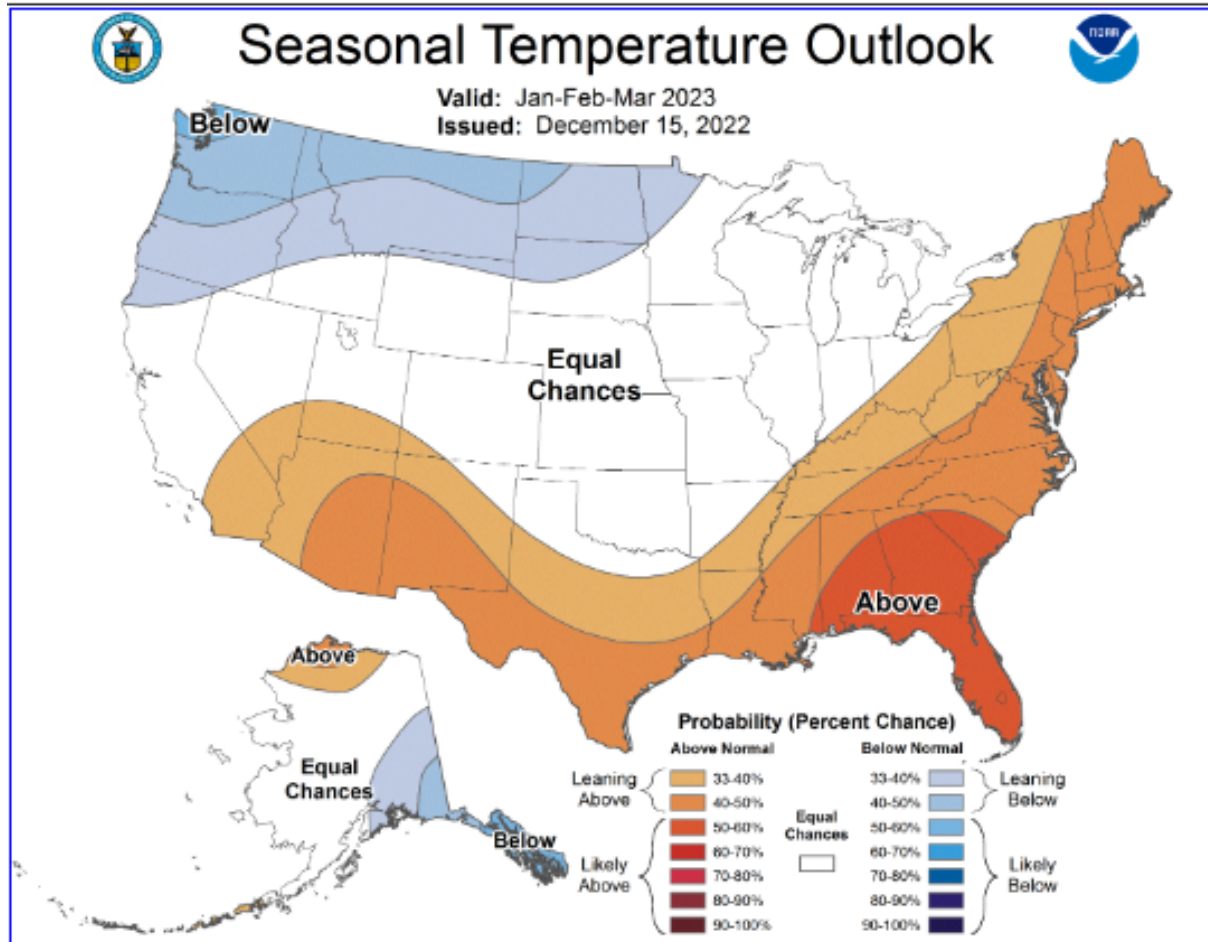 Seasonal Temperature Outlook
NOAA
Valid: Jan-Feb-Mar 2023
Issued: December 15, 2022
Below
Equal
Chances
Above
Above
Equal
Chances
Below
Probability (Percent Chance)
Above Normal
Below Normal
Leaning
Above
33-40%
40-50%
Likely
Above
50-60%
60-70%
70-80%
80-90%
90-100%
Equal
Chances
33-40%
40-50%
Leaning
Below
50-60%
60-70%
70-80%
80-90%
90-100%
Likely
Below